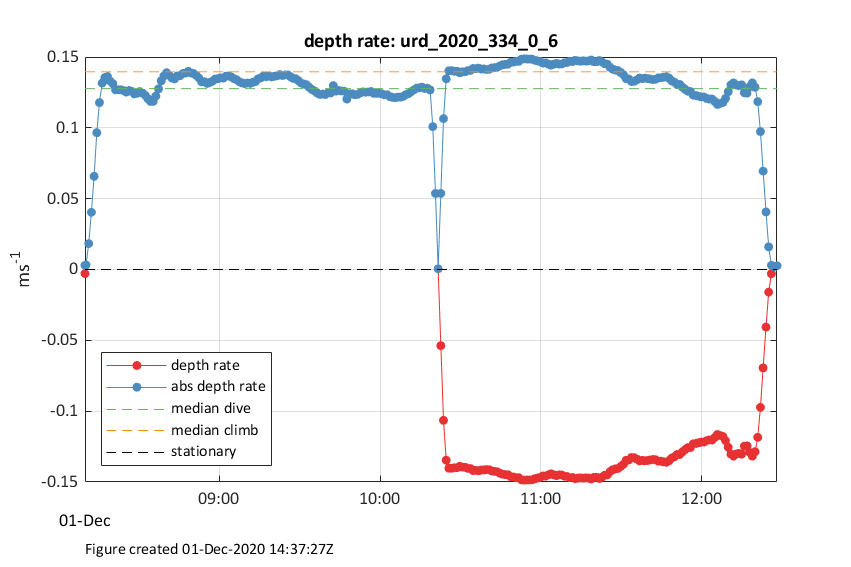 depth rate: urd_2020_334_0_6
0.15
0.1
0.05
0
-0.05
-0.1
-0.15
ms-1
depth rate
abs depth rate
median dive
median climb
stationary
09:00 10:00 11:00 12:00
01-Dec
Figure created 01-Dec-2020 14:37:27Z